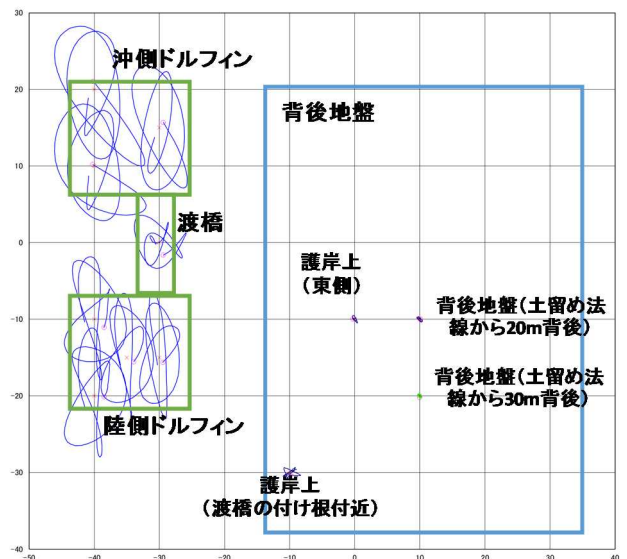 30
20
10
0
-10
-20
-30
-40
-50
-40
-30
-20
-10
0
10
20
30
40
沖側ドルフィン
背後地盤
渡橋
護岸上
（東側）
背後地盤（土留め法
線から20m背後）
背後地盤（土留め法
線から30m背後）
陸側ドルフィン
護岸上
（渡橋の付け根付近）